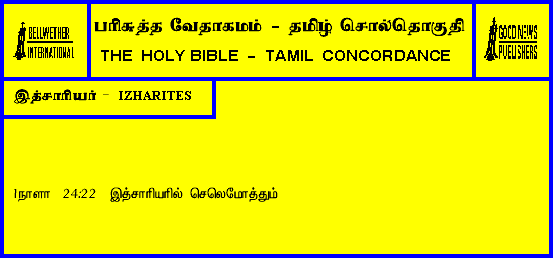 BELLWETHER
INTERNATIONAL
பரிசுத்த வேதாகமம் - தமிழ் சொல்தொகுதி
THE HOLY BIBLE - TAMIL CONCORDANCE
GOOD NEWS
PUBLISHERS
இத்சாரியர் - IZHARITES
1நாளா 24:22 இத்சாரியரில் செலெமோத்தும்